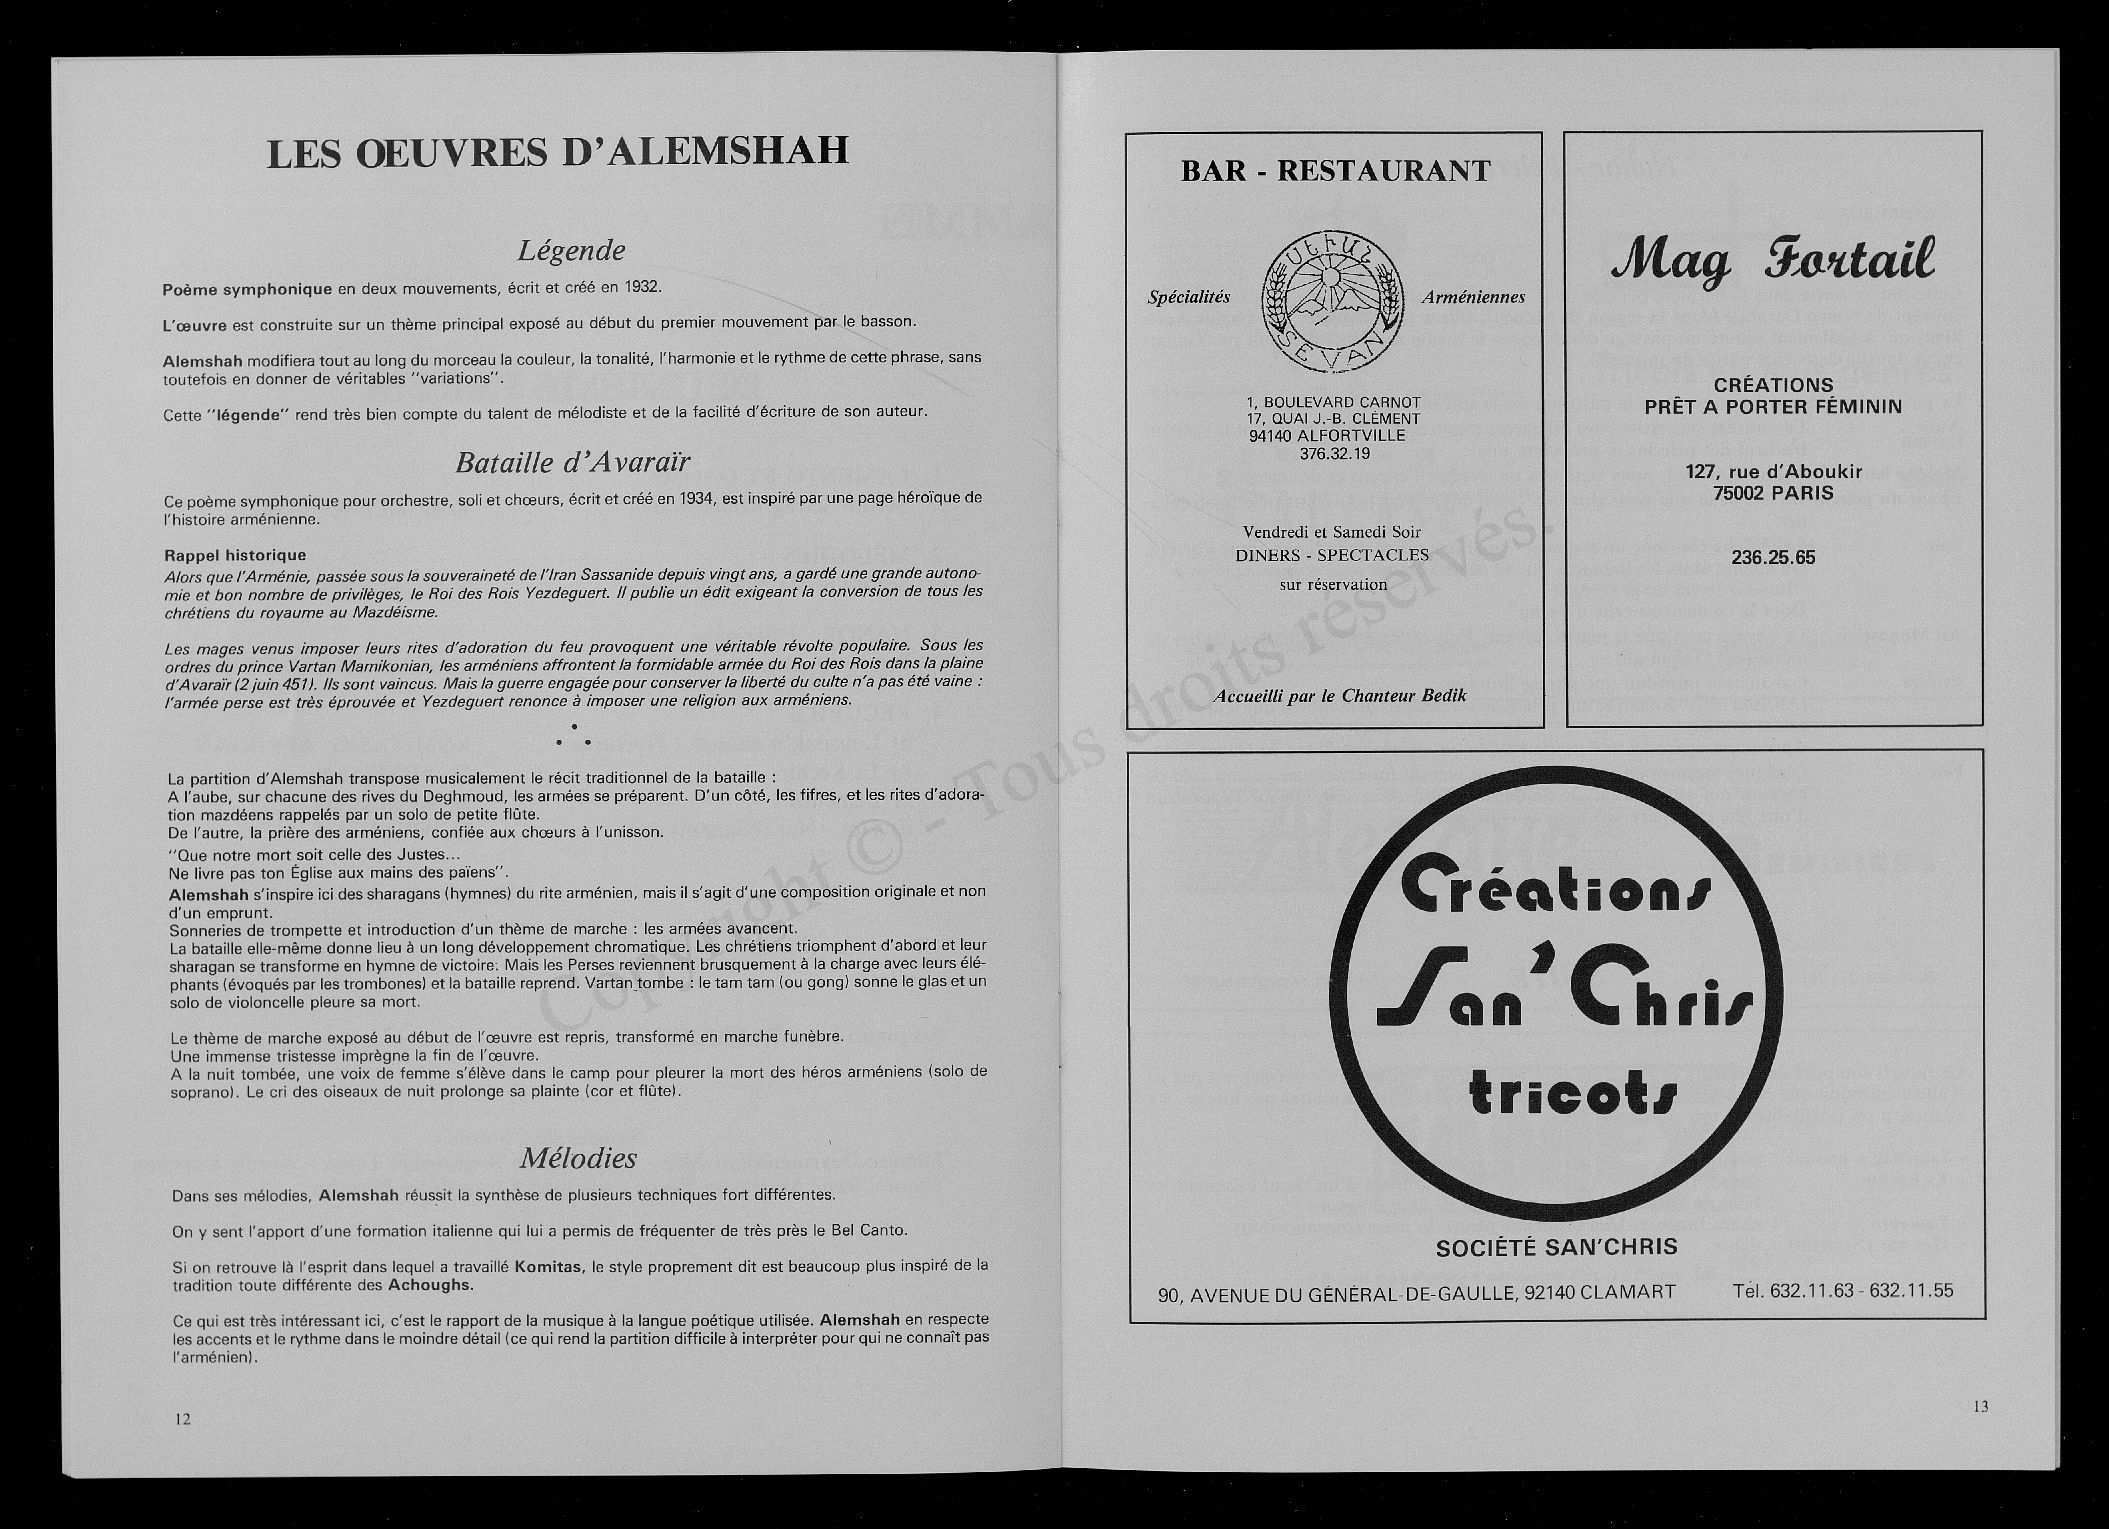 LES OEUVRES D'ALEMSHAH
Légende
Poème symphonique en deux mouvements, écrit et créé en 1932.
L'œuvre est construite sur un thème principal exposé au début du premier mouvement par le basson.
Alemshah modifiera tout au long du morceau la couleur, la tonalité, l'harmonie et le rythme de cette phrase, sans
toutefois en donner de véritables "variations".
Cette "légende" rend très bien compte du talent de mélodiste et de la facilité d'écriture de son auteur.
Bataille d'Avaraïr
Ce poème symphonique pour orchestre, soli et chœurs, écrit et créé en 1934, est inspiré par une page héroïque de
l'histoire arménienne.
Rappel historique
Alors que l'Arménie, passée sous la souveraineté de l'Iran Sassanide depuis vingt ans, a gardé une grande autono-
mie et bon nombre de privilèges, le Roi des Rois Yezdeguert. Il publie un édit exigeant la conversion de tous les
chrétiens du royaume au Mazdéisme.
Les mages venus imposer leurs rites d'adoration du feu provoquent une véritable révolte populaire. Sous les
ordres du prince Vartan Mamikonian, les arméniens affrontent la formidable armée du Roi des Rois dans la plaine
d'Avaraïr (2 juin 451). Ils sont vaincus. Mais la guerre engagée pour conserver la liberté du culte n'a pas été vaine :
l'armée perse est très éprouvée et Yezdeguert renonce à imposer une religion aux arméniens.
La partition d'Alemshah transpose musicalement le récit traditionnel de la bataille :
A l'aube, sur chacune des rives du Deghmoud, les armées se préparent. D'un côté, les fifres, et les rites d'adora-
tion mazdéens rappelés par un solo de petite flûte.
De l'autre, la prière des arméniens, confiée aux chœurs à l'unisson.
"Que notre mort soit celle des Justes...
Ne livre pas ton Église aux mains des païens".
Alemshah s'inspire ici des sharagans (hymnes) du rite arménien, mais il s'agit d'une composition originale et non
d'un emprunt.
Sonneries de trompette et introduction d'un thème de marche : les armées avancent.
La bataille elle-même donne lieu à un long développement chromatique. Les chrétiens triomphent d'abord et leur
sharagan se transforme en hymne de victoire. Mais les Perses reviennent brusquement à la charge avec leurs élé-
phants (évoqués par les trombones) et la bataille reprend. Vartan tombe : le tam tam (ou gong) sonne le glas et un
solo de violoncelle pleure sa mort.
Le thème de marche exposé au début de l'œuvre est repris, transformé en marche funèbre.
Une immense tristesse imprègne la fin de l'œuvre.
A la nuit tombée, une voix de femme s'élève dans le camp pour pleurer la mort des héros arméniens (solo de
soprano). Le cri des oiseaux de nuit prolonge sa plainte (cor et flûte).
Mélodies
Dans ses mélodies, Alemshah réussit la synthèse de plusieurs techniques fort différentes.
On y sent l'apport d'une formation italienne qui lui a permis de fréquenter de très près le Bel Canto.
Si on retrouve là l'esprit dans lequel a travaillé Komitas, le style proprement dit est beaucoup plus inspiré de la
tradition toute différente des Achoughs.
Ce qui est très intéressant ici, c'est le rapport de la musique à la langue poétique utilisée. Alemshah en respecte
les accents et le rythme dans le moindre détail (ce qui rend la partition difficile à interpréter pour qui ne connaît pas
l'arménien).
12
BAR - RESTAURANT
ՍԵՒԱՆ
Spécialités
Arméniennes
SEVAN
1, BOULEVARD CARNOT
17, QUAI J.-B. CLÉMENT
94140 ALFORTVILLE
376.32.19
Vendredi et Samedi Soir
DINERS - SPECTACLES
sur réservation
Accueilli par le Chanteur Bedik
Mag Fortail
CRÉATIONS
PRÊT A PORTER FÉMININ
127, rue d'Aboukir
75002 PARIS
236.25.65
Créations
San'Chris
tricots
SOCIÉTÉ SAN'CHRIS
90, AVENUE DU GÉNÉRAL-DE-GAULLE, 92140 CLAMART Tél. 632.11.63 - 632.11.55
13
Copyright © - Tous droits réservés.